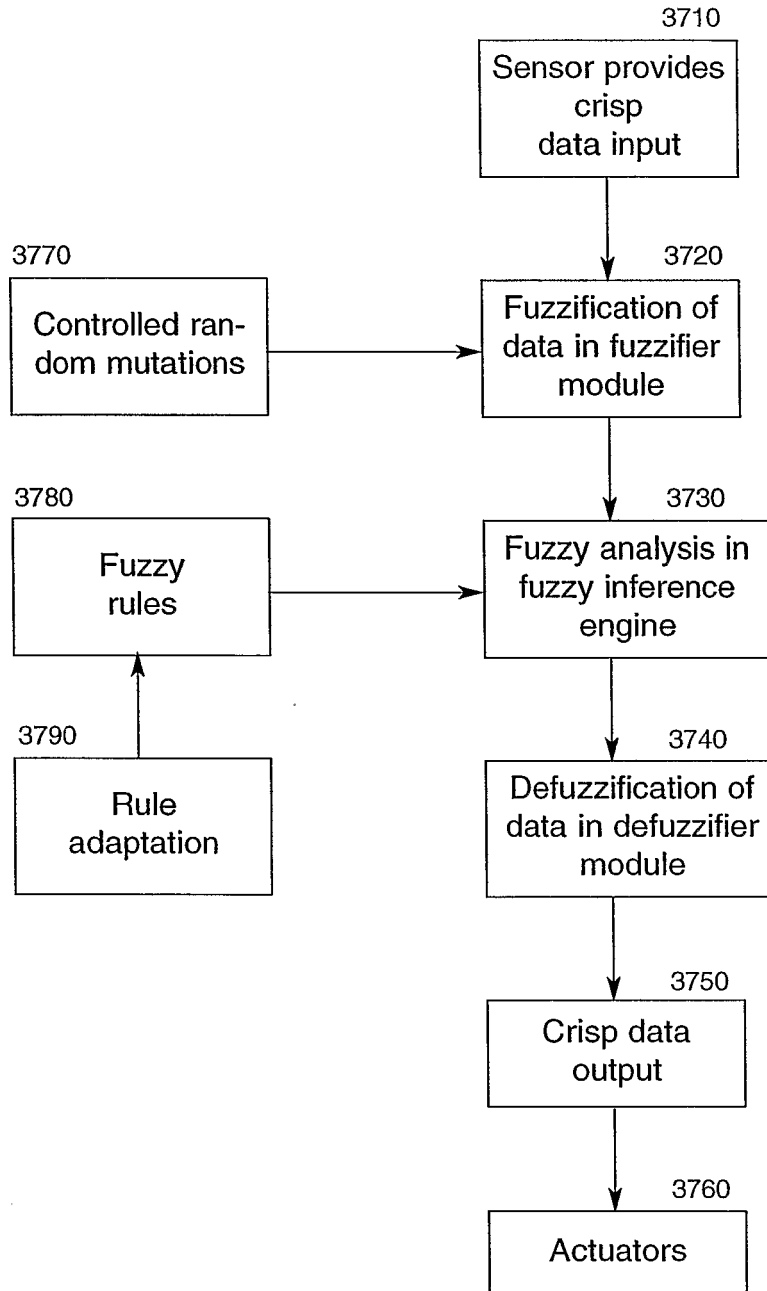 3710
Sensor provides
crisp
data input
3770
Controlled ran-
dom mutations
3720
Fuzzification of
data in fuzzifier
module
3780
Fuzzy
rules
3730
Fuzzy analysis in
fuzzy inference
engine
3790
Rule
adaptation
3740
Defuzzification of
data in defuzzifier
module
3750
Crisp data
output
3760
Actuators